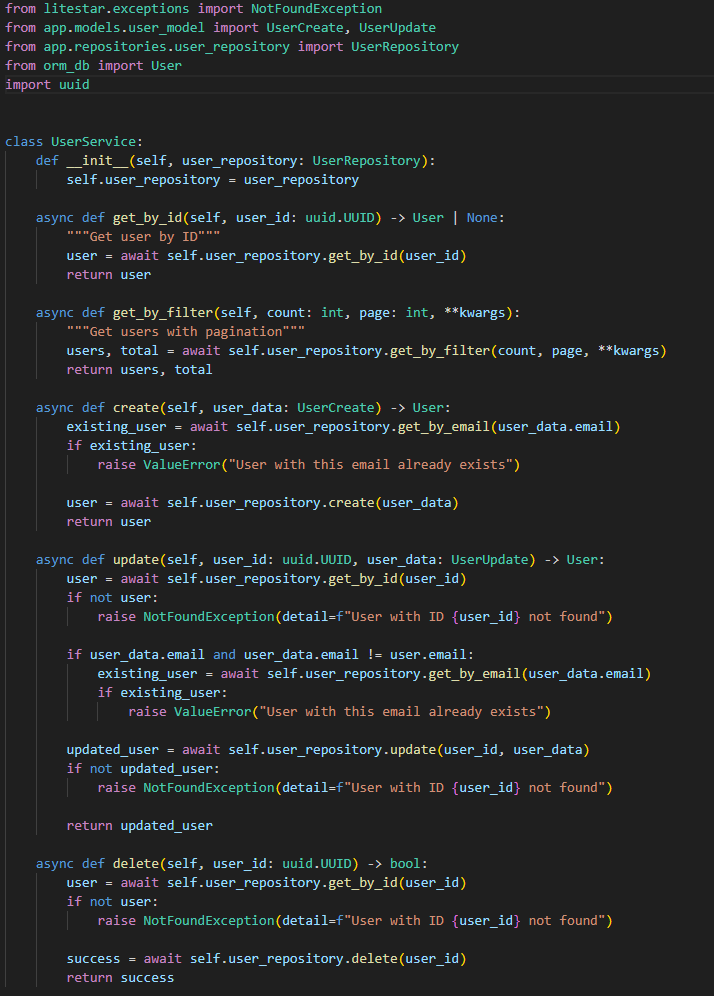 from litestar.exceptions import NotFoundException
from app.models.user_model import UserCreate, UserUpdate
from app.repositories.user_repository import UserRepository
from orm_db import User
import uuid


class UserService:
    def __init__(self, user_repository: UserRepository):
        self.user_repository = user_repository

    async def get_by_id(self, user_id: uuid.UUID) -> User | None:
        """Get user by ID"""
        user = await self.user_repository.get_by_id(user_id)
        return user

    async def get_by_filter(self, count: int, page: int, **kwargs):
        """Get users with pagination"""
        users, total = await self.user_repository.get_by_filter(count, page, **kwargs)
        return users, total

    async def create(self, user_data: UserCreate) -> User:
        existing_user = await self.user_repository.get_by_email(user_data.email)
        if existing_user:
            raise ValueError("User with this email already exists")

        user = await self.user_repository.create(user_data)
        return user

    async def update(self, user_id: uuid.UUID, user_data: UserUpdate) -> User:
        user = await self.user_repository.get_by_id(user_id)
        if not user:
            raise NotFoundException(detail=f"User with ID {user_id} not found")

        if user_data.email and user_data.email != user.email:
            existing_user = await self.user_repository.get_by_email(user_data.email)
            if existing_user:
                raise ValueError("User with this email already exists")

        updated_user = await self.user_repository.update(user_id, user_data)
        if not updated_user:
            raise NotFoundException(detail=f"User with ID {user_id} not found")

        return updated_user

    async def delete(self, user_id: uuid.UUID) -> bool:
        user = await self.user_repository.get_by_id(user_id)
        if not user:
            raise NotFoundException(detail=f"User with ID {user_id} not found")

        success = await self.user_repository.delete(user_id)
        return success